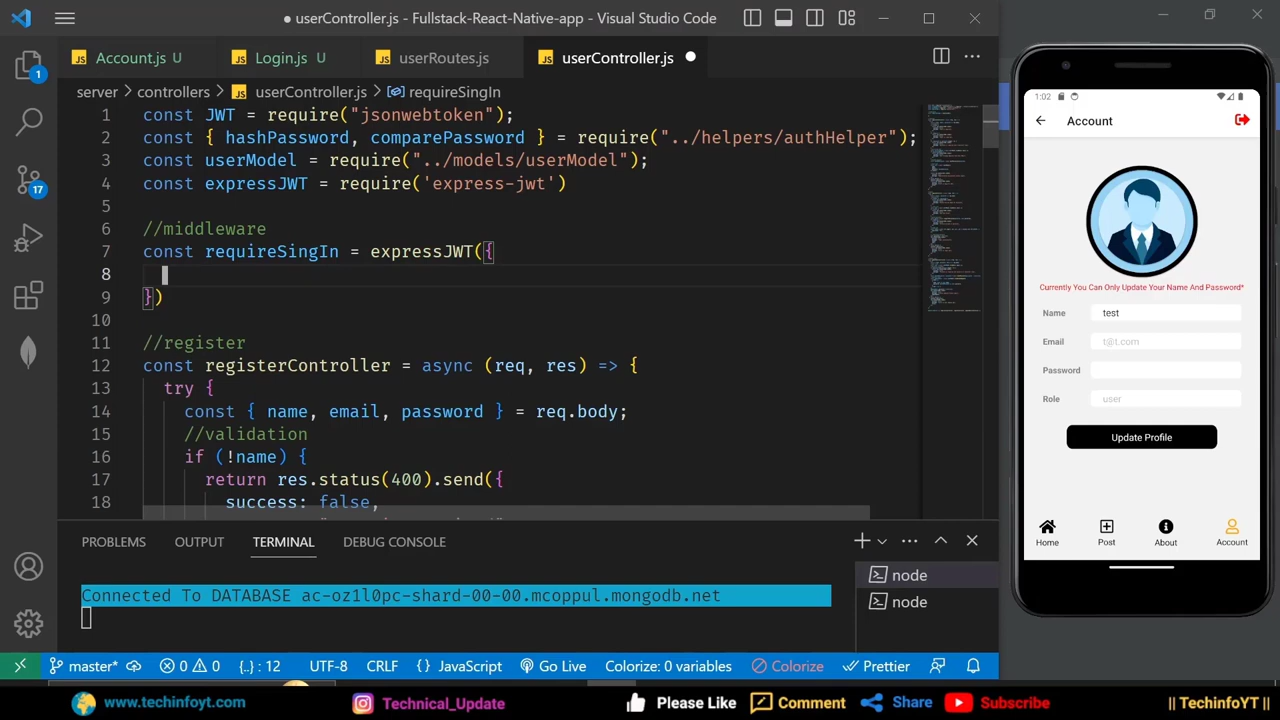 userController.js - Fullstack-React-Native-app - Visual Studio Code
Account.js U
Login.js U
userRoutes.js
userController.js
server > controllers > userController.js > requireSingIn
1 const JWT = require("jsonwebtoken");
2 const { hashPassword, comparePassword } = require("../helpers/authHelper");
3 const userModel = require("../models/userModel");
4 const expressJWT = require('express-jwt')
5
6 //middleware
7 const requireSingIn = expressJWT({
8
9 })
10
11 //register
12 const registerController = async (req, res) => {
13 try {
14 const { name, email, password } = req.body;
15 //validation
16 if (!name) {
17 return res.status(400).send({
18 success: false,
1
17
PROBLEMS OUTPUT TERMINAL DEBUG CONSOLE
Connected To DATABASE ac-oz1l0pc-shard-00-00.mcoppul.mongodb.net
node
node
master* 0 0 {..} : 12 UTF-8 CRLF {} JavaScript Go Live Colorize: 0 variables Colorize Prettier
1:02
Account
Currently You Can Only Update Your Name And Password*
Name test
Email t@t.com
Password
Role user
Update Profile
Home Post About Account
www.techinfoyt.com Technical_Update Please Like Comment Share Subscribe || TechinfoYT ||